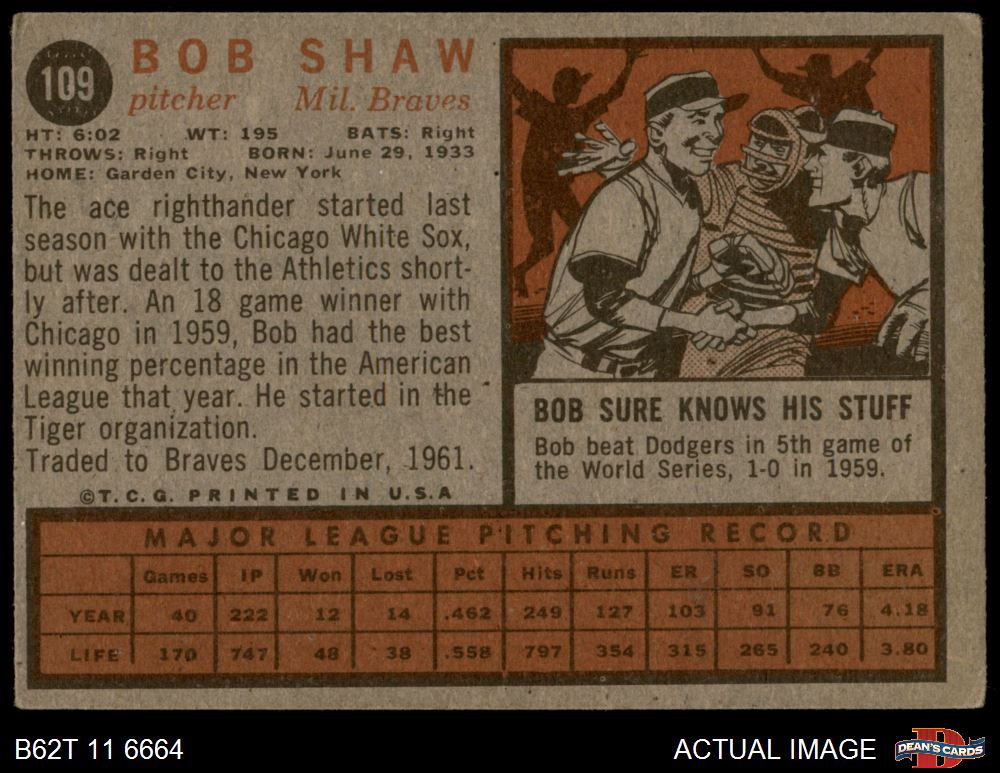 109
BOB SHAW
pitcher Mil. Braves
HT: 6:02 WT: 195 BATS: Right
THROWS: Right BORN: June 29, 1933
HOME: Garden City, New York
The ace righthander started last
season with the Chicago White Sox,
but was dealt to the Athletics short-
ly after. An 18 game winner with
Chicago in 1959, Bob had the best
winning percentage in the American
League that year. He started in the
Tiger organization.
Traded to Braves December, 1961.
©T.C.G. PRINTED IN U.S.A
BOB SURE KNOWS HIS STUFF
Bob beat Dodgers in 5th game of
the World Series, 1-0 in 1959.
MAJOR LEAGUE PITCHING RECORD
Games IP Won Lost Pct Hits Runs ER SO BB ERA
YEAR 40 222 12 14 .462 249 127 103 91 76 4.18
LIFE 170 747 48 38 .558 797 354 315 265 240 3.80
B62T 11 6664
ACTUAL IMAGE
D
DEAN'S CARDS